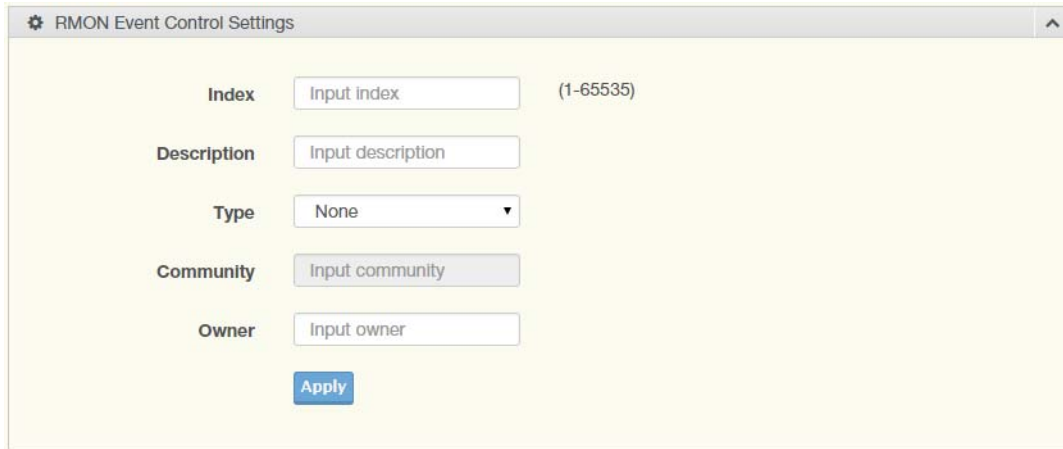 RMON Event Control Settings
Index Input index (1-65535)
Description Input description
Type None
Community Input community
Owner Input owner
Apply